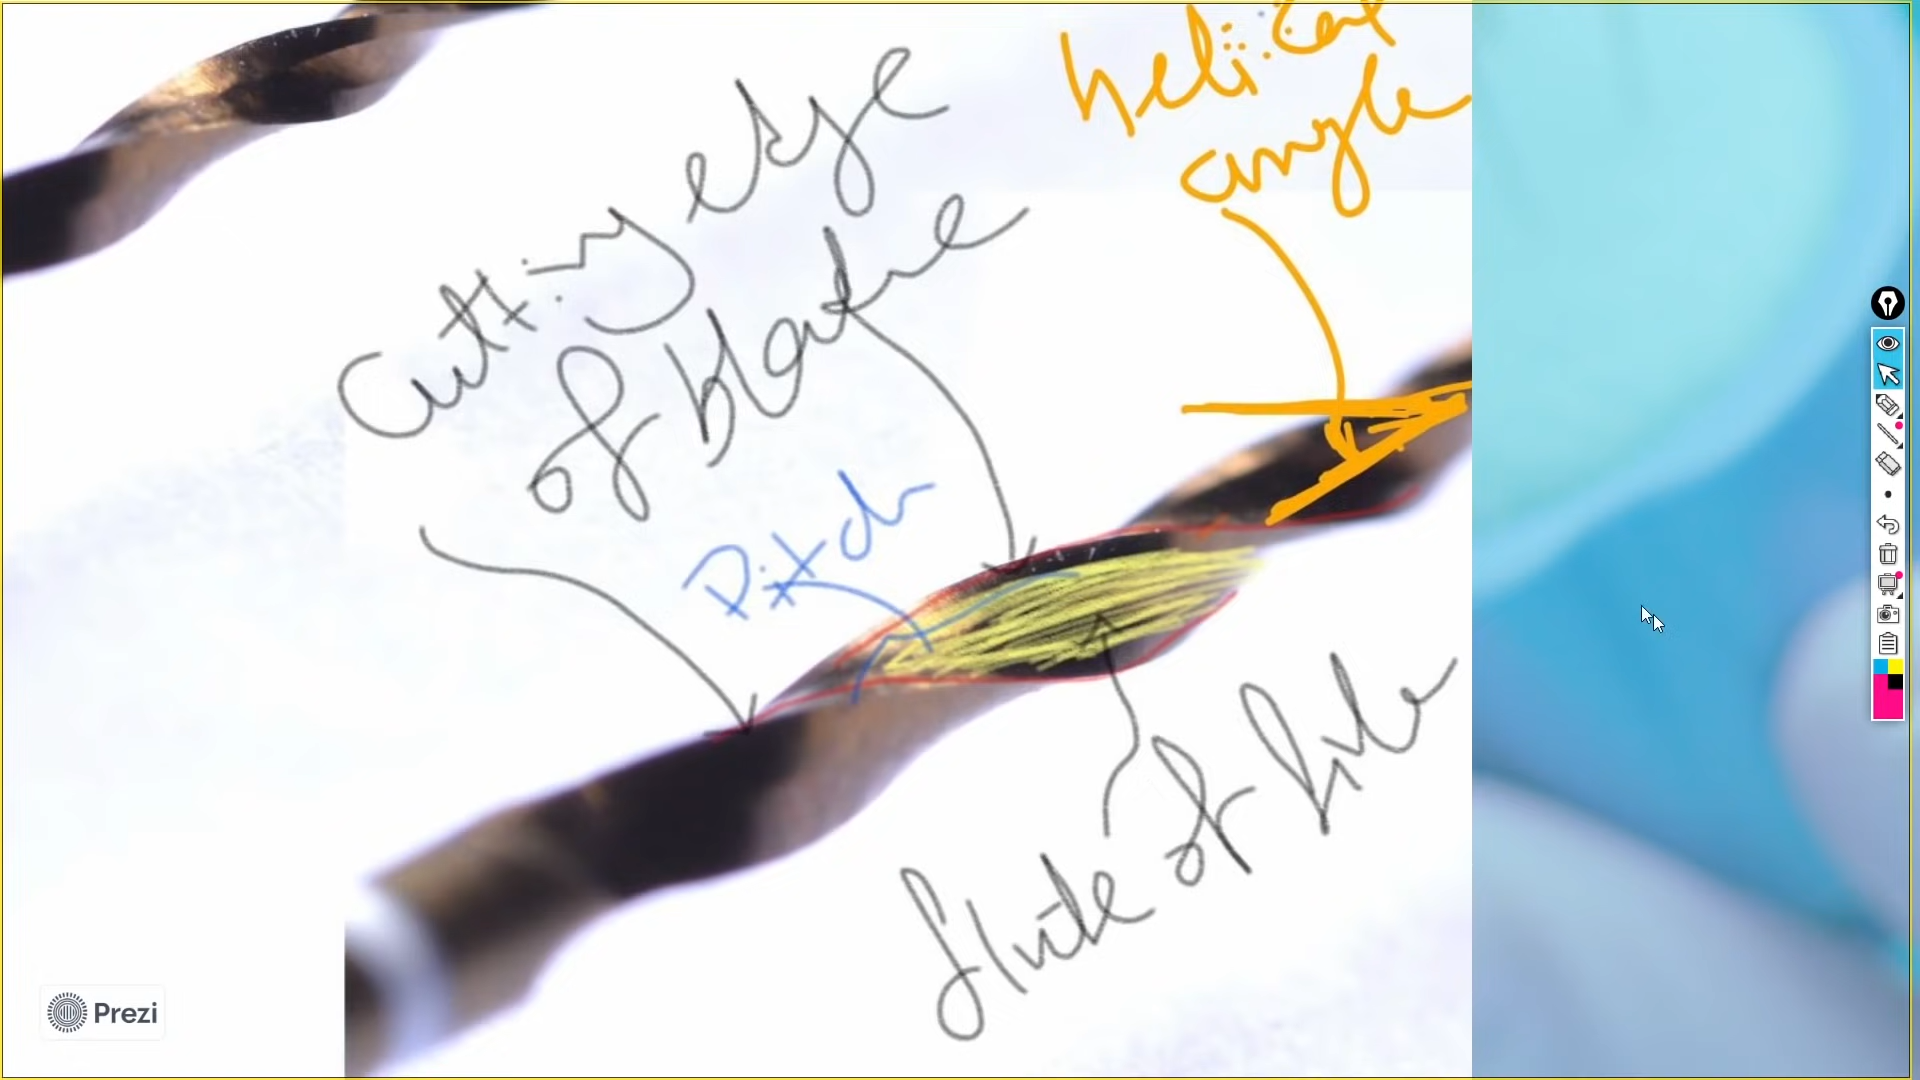 helical
angle
Cutting edge
of blade
Pitch
flute of file
Prezi